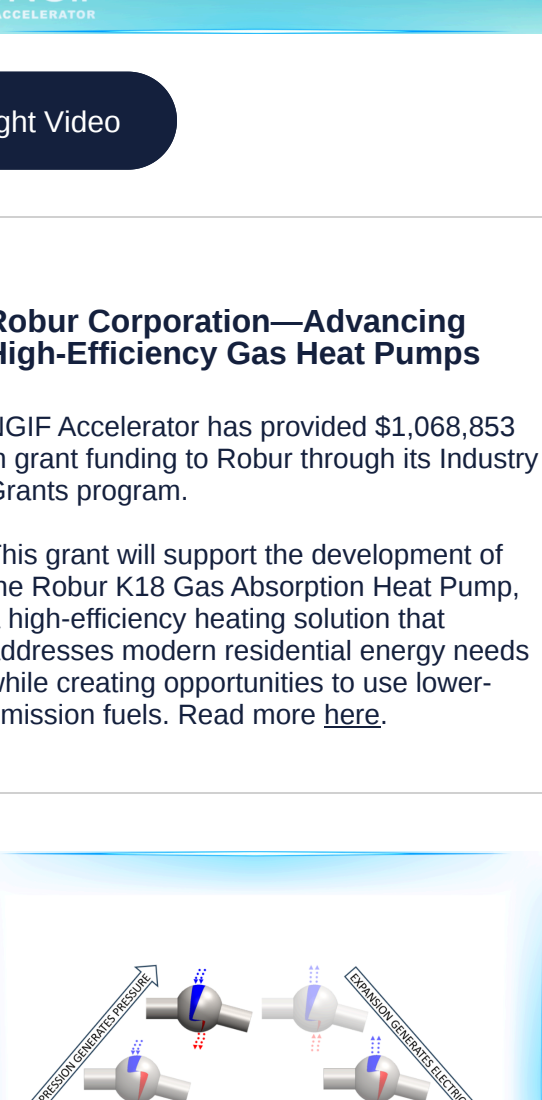 ACCELERATOR
ght Video
Robur Corporation—Advancing
High-Efficiency Gas Heat Pumps
NGIF Accelerator has provided $1,068,853
n grant funding to Robur through its Industry
Grants program.
This grant will support the development of
he Robur K18 Gas Absorption Heat Pump,
high-efficiency heating solution that
ddresses modern residential energy needs
while creating opportunities to use lower-
mission fuels. Read more here.
PRESSION GENERATES PRESSURE
EXPANSION GENERATES ELECTRIC